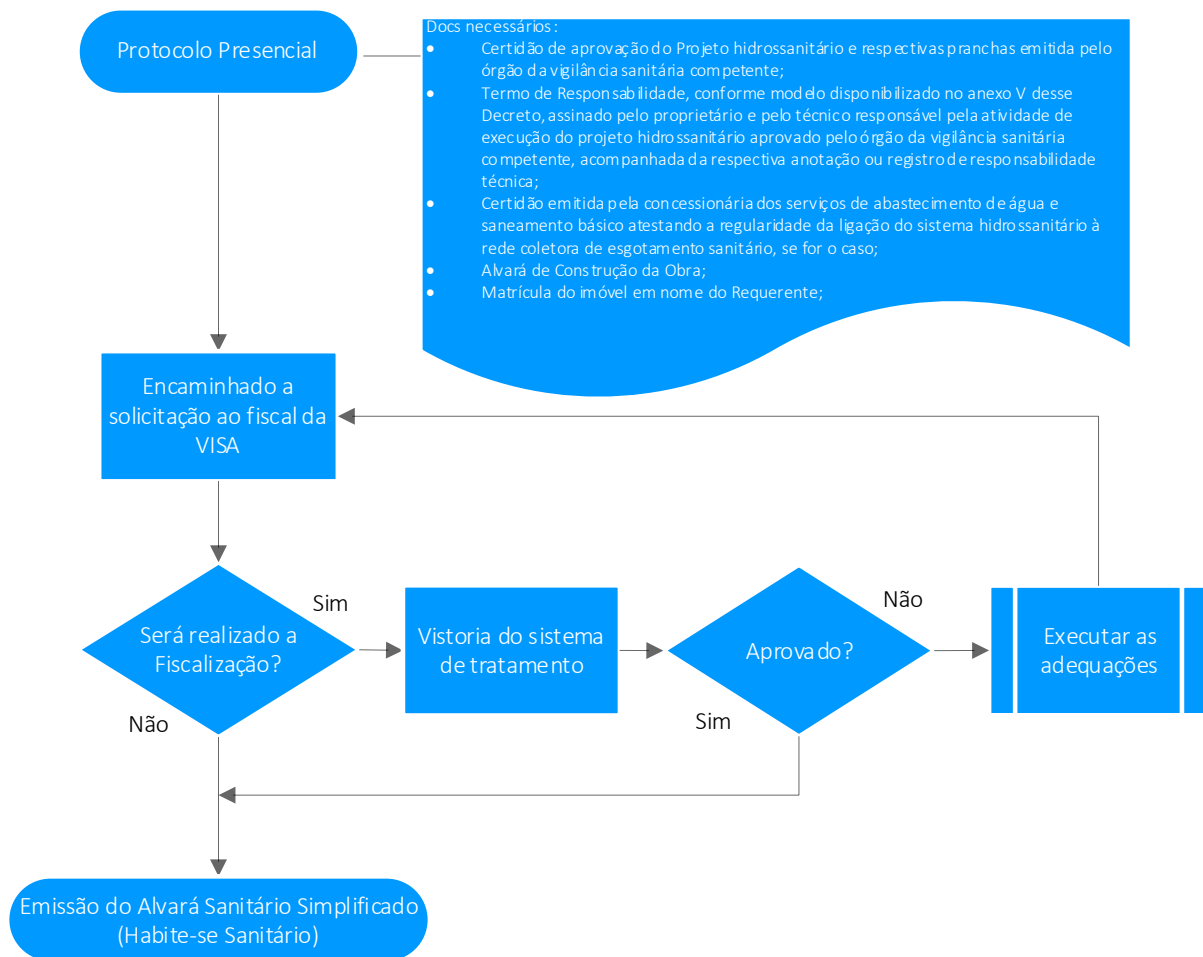 Protocolo Presencial
Docs necessários:
● Certidão de aprovação do Projeto hidrossanitário e respectivas pranchas emitida pelo
órgão da vigilância sanitária competente;
● Termo de Responsabilidade, conforme modelo disponibilizado no anexo V desse
Decreto, assinado pelo proprietário e pelo técnico responsável pela atividade de
execução do projeto hidrossanitário aprovado pelo órgão da vigilância sanitária
competente, acompanhada da respectiva anotação ou registro de responsabilidade
técnica;
● Certidão emitida pela concessionária dos serviços de abastecimento de água e
saneamento básico atestando a regularidade da ligação do sistema hidrossanitário à
rede coletora de esgotamento sanitário, se for o caso;
● Alvará de Construção da Obra;
● Matrícula do imóvel em nome do Requerente;
Encaminhado a
solicitação ao fiscal da
VISA
Será realizado a
Fiscalização?
Sim
Não
Vistoria do sistema
de tratamento
Aprovado?
Não
Sim
Executar as
adequações
Emissão do Alvará Sanitário Simplificado
(Habite-se Sanitário)